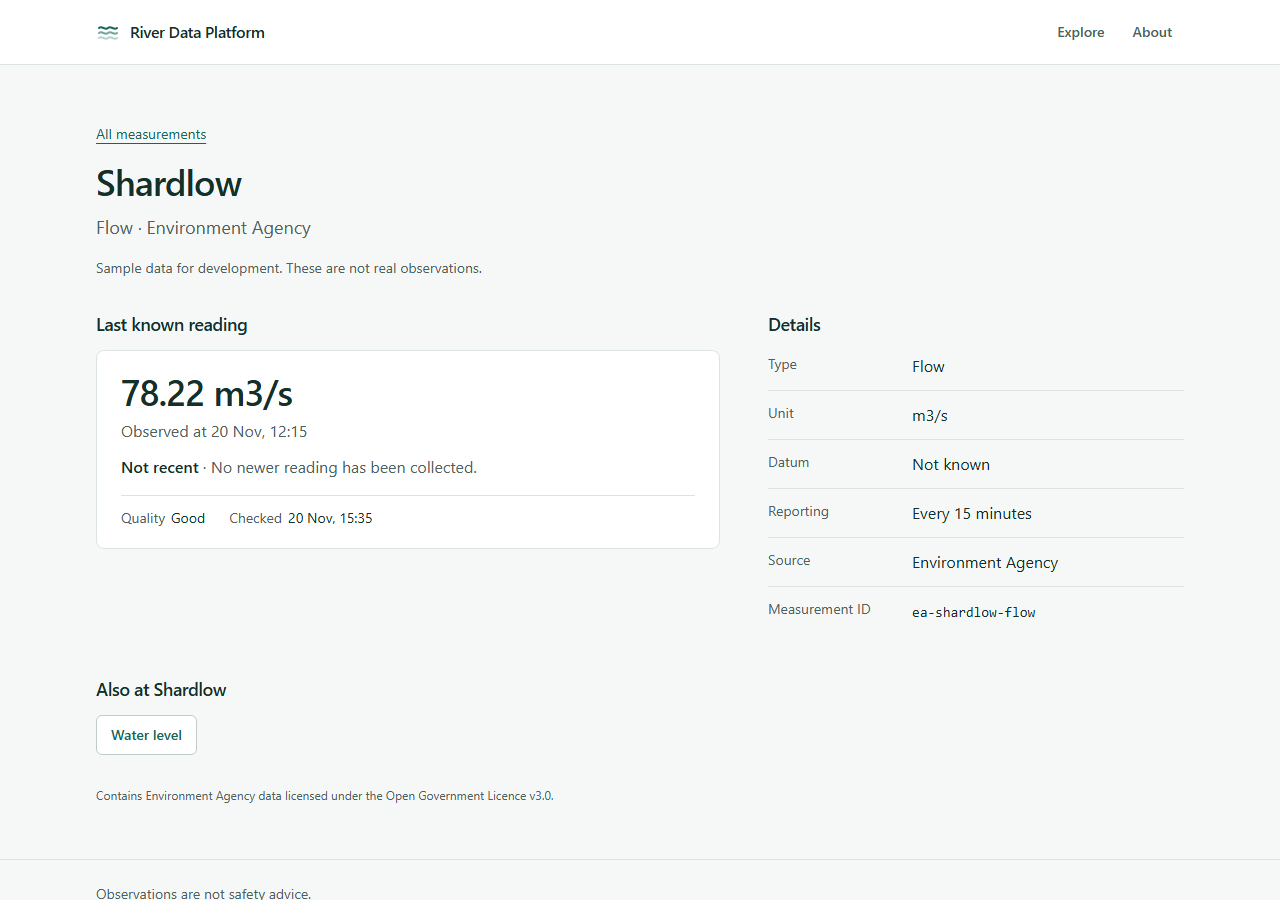 River Data Platform
Explore
About
All measurements
Shardlow
Flow · Environment Agency
Sample data for development. These are not real observations.
Last known reading
78.22 m3/s
Observed at 20 Nov, 12:15
Not recent · No newer reading has been collected.
Quality Good
Checked 20 Nov, 15:35
Details
Type Flow
Unit m3/s
Datum Not known
Reporting Every 15 minutes
Source Environment Agency
Measurement ID ea-shardlow-flow
Also at Shardlow
Water level
Contains Environment Agency data licensed under the Open Government Licence v3.0.
Observations are not safety advice.